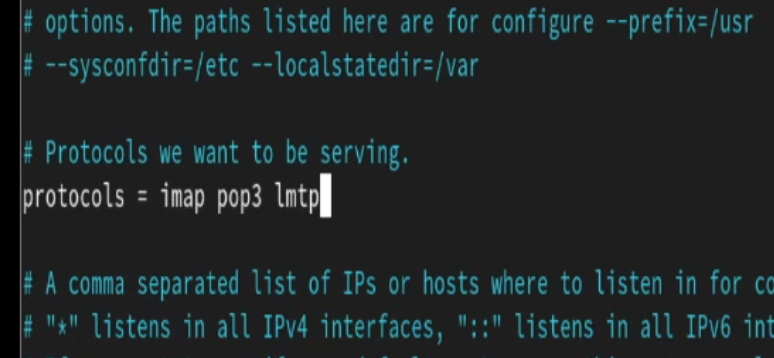 # options. The paths listed here are for configure --prefix=/usr
# --sysconfdir=/etc --localstatedir=/var
# Protocols we want to be serving.
protocols = imap pop3 lmtp
# A comma separated list of IPs or hosts where to listen in for co
# "*" listens in all IPv4 interfaces, "::" listens in all IPv6 int